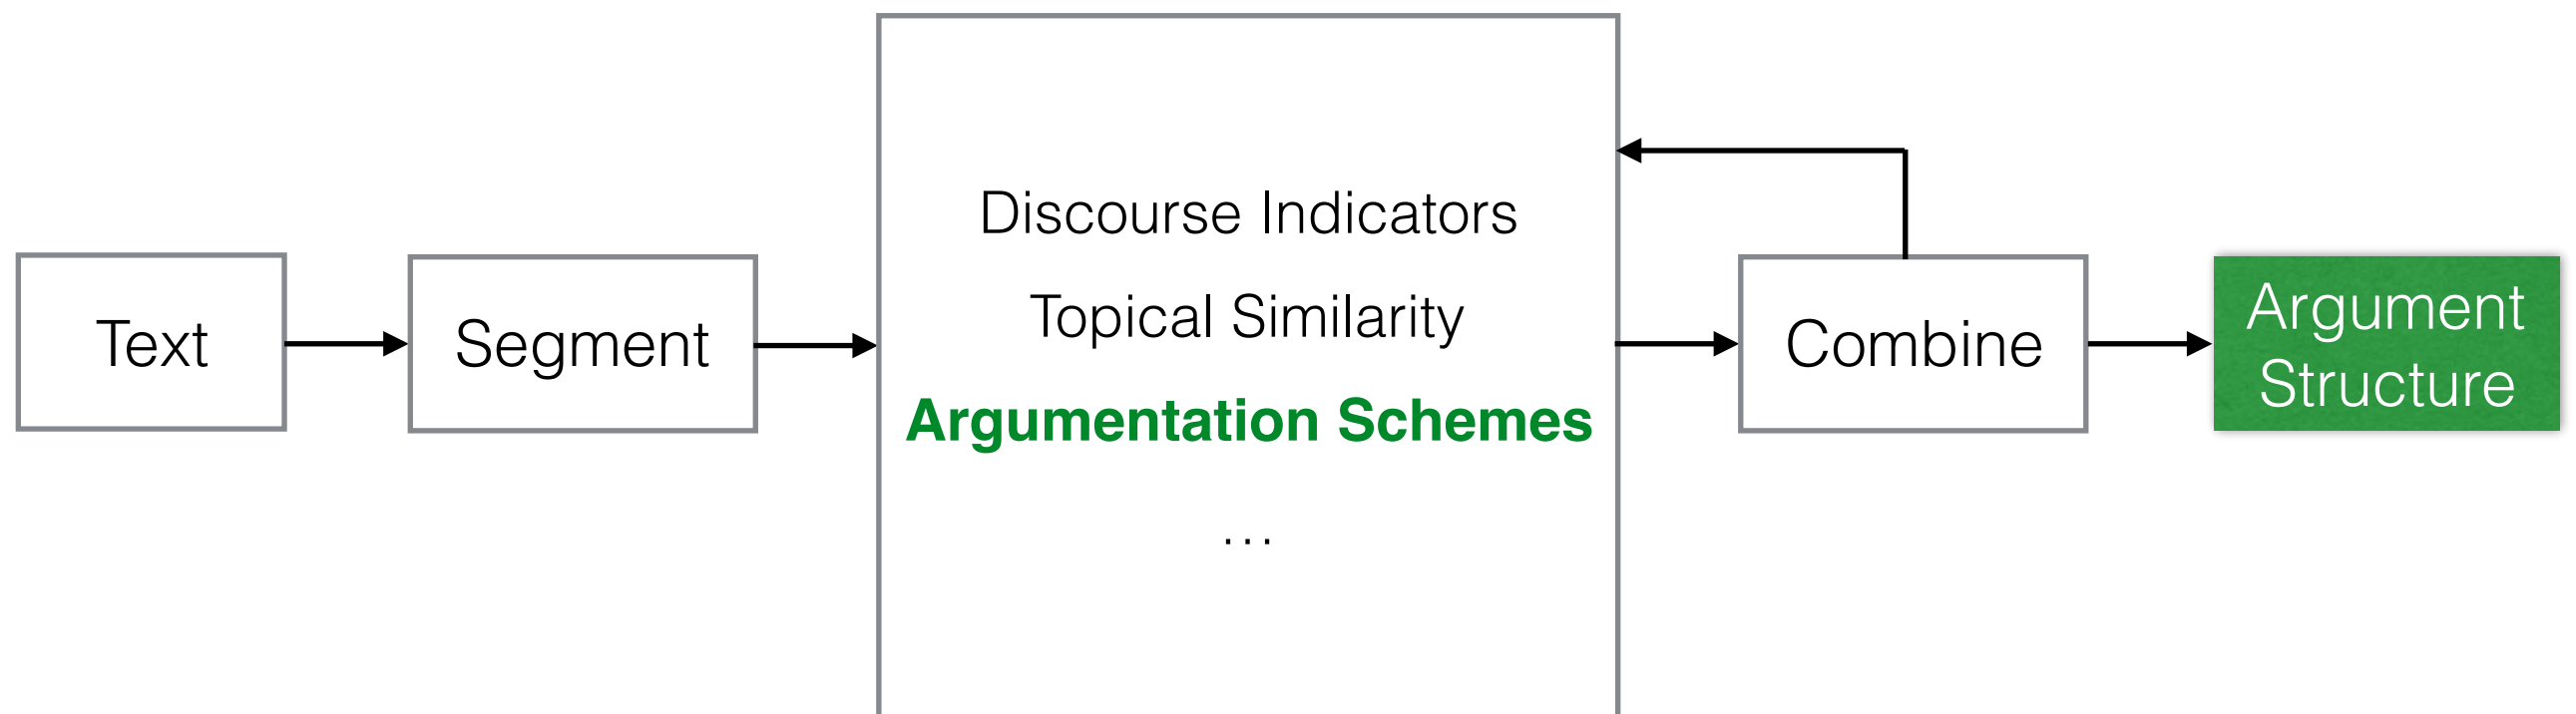 Text
Segment
Discourse Indicators
Topical Similarity
Argumentation Schemes
...
Combine
Argument
Structure